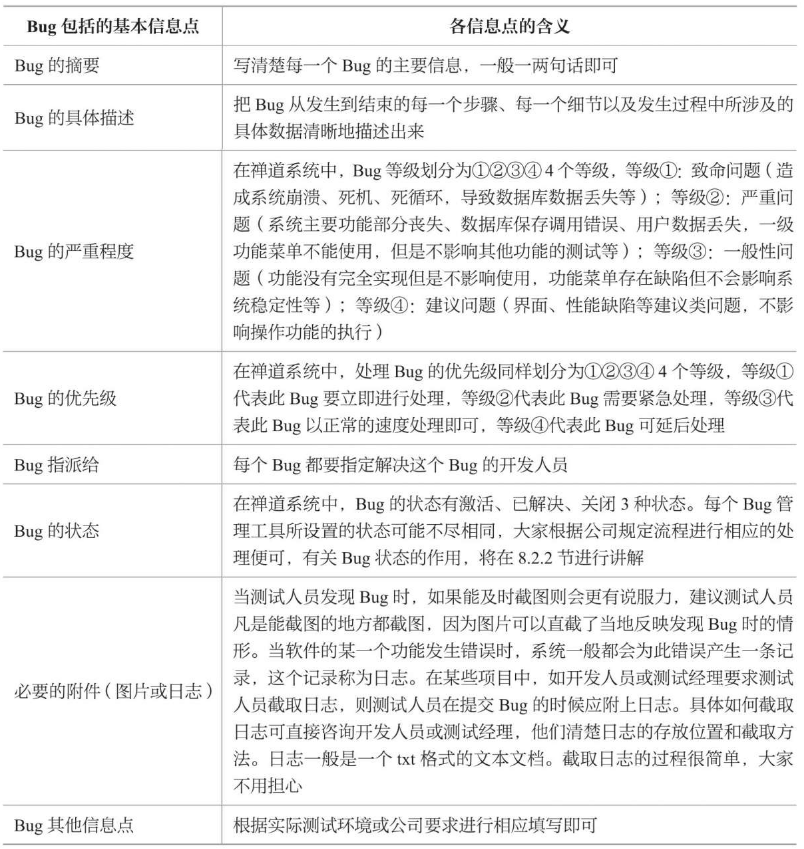 Bug 包括的基本信息点
各信息点的含义
Bug 的摘要
写清楚每一个 Bug 的主要信息，一般一两句话即可
Bug 的具体描述
把 Bug 从发生到结束的每一个步骤、每一个细节以及发生过程中所涉及的
具体数据清晰地描述出来
Bug 的严重程度
在禅道系统中，Bug 等级划分为①②③④ 4 个等级，等级①：致命问题（造
成系统崩溃、死机、死循环，导致数据库数据丢失等）；等级②：严重问
题（系统主要功能部分丧失、数据库保存调用错误、用户数据丢失，一级
功能菜单不能使用，但是不影响其他功能的测试等）；等级③：一般性问
题（功能没有完全实现但是不影响使用，功能菜单存在缺陷但不会影响系
统稳定性等）；等级④：建议问题（界面、性能缺陷等建议类问题，不影
响操作功能的执行）
Bug 的优先级
在禅道系统中，处理 Bug 的优先级同样划分为①②③④ 4 个等级，等级①
代表此 Bug 要立即进行处理，等级②代表此 Bug 需要紧急处理，等级③代
表此 Bug 以正常的速度处理即可，等级④代表此 Bug 可延后处理
Bug 指派给
每个 Bug 都要指定解决这个 Bug 的开发人员
Bug 的状态
在禅道系统中，Bug 的状态有激活、已解决、关闭 3 种状态。每个 Bug 管
理工具所设置的状态可能不尽相同，大家根据公司规定流程进行相应的处
理便可，有关 Bug 状态的作用，将在 8.2.2 节进行讲解
必要的附件（图片或日志）
当测试人员发现 Bug 时，如果能及时截图则会更有说服力，建议测试人员
凡是能截图的地方都截图，因为图片可以直截了当地反映发现 Bug 时的情
形。当软件的某一个功能发生错误时，系统一般都会为此错误产生一条记
录，这个记录称为日志。在某些项目中，如开发人员或测试经理要求测试
人员截取日志，则测试人员在提交 Bug 的时候应附上日志。具体如何截取
日志可直接咨询开发人员或测试经理，他们清楚日志的存放位置和截取方
法。日志一般是一个 txt 格式的文本文档。截取日志的过程很简单，大家
不用担心
Bug 其他信息点
根据实际测试环境或公司要求进行相应填写即可